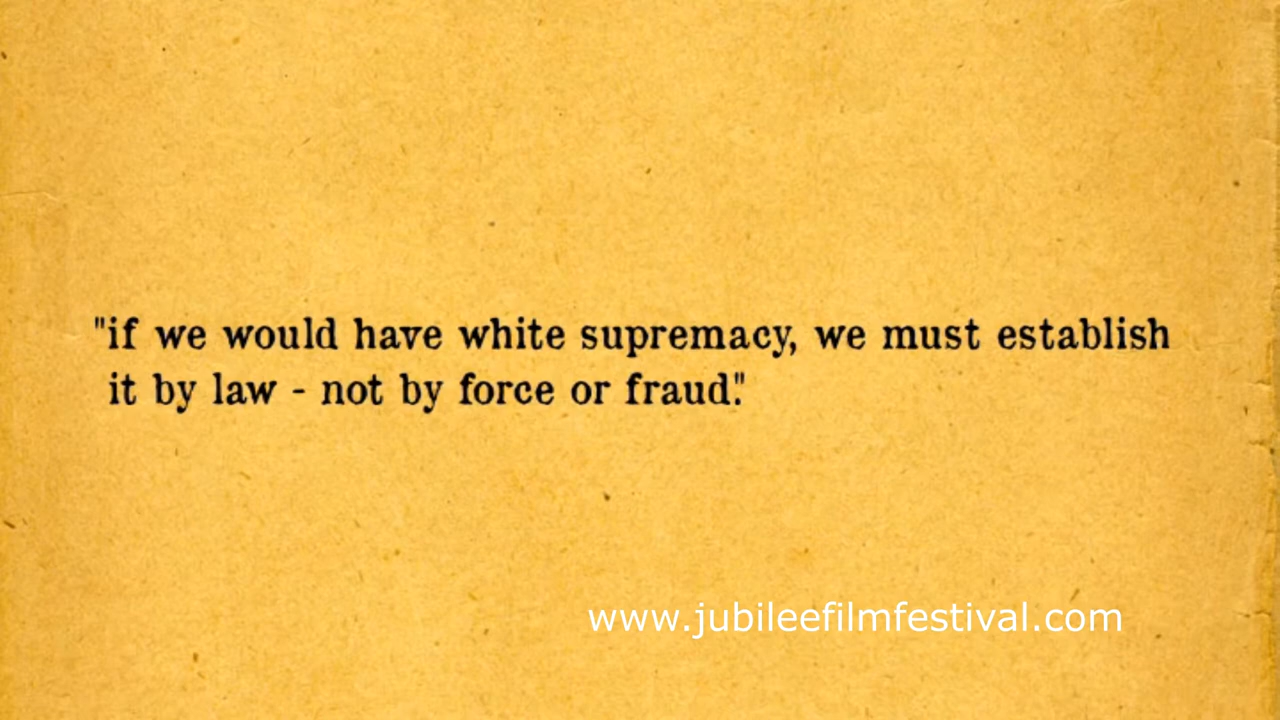 "if we would have white supremacy, we must establish
it by law - not by force or fraud."
www.jubileefilmfestival.com